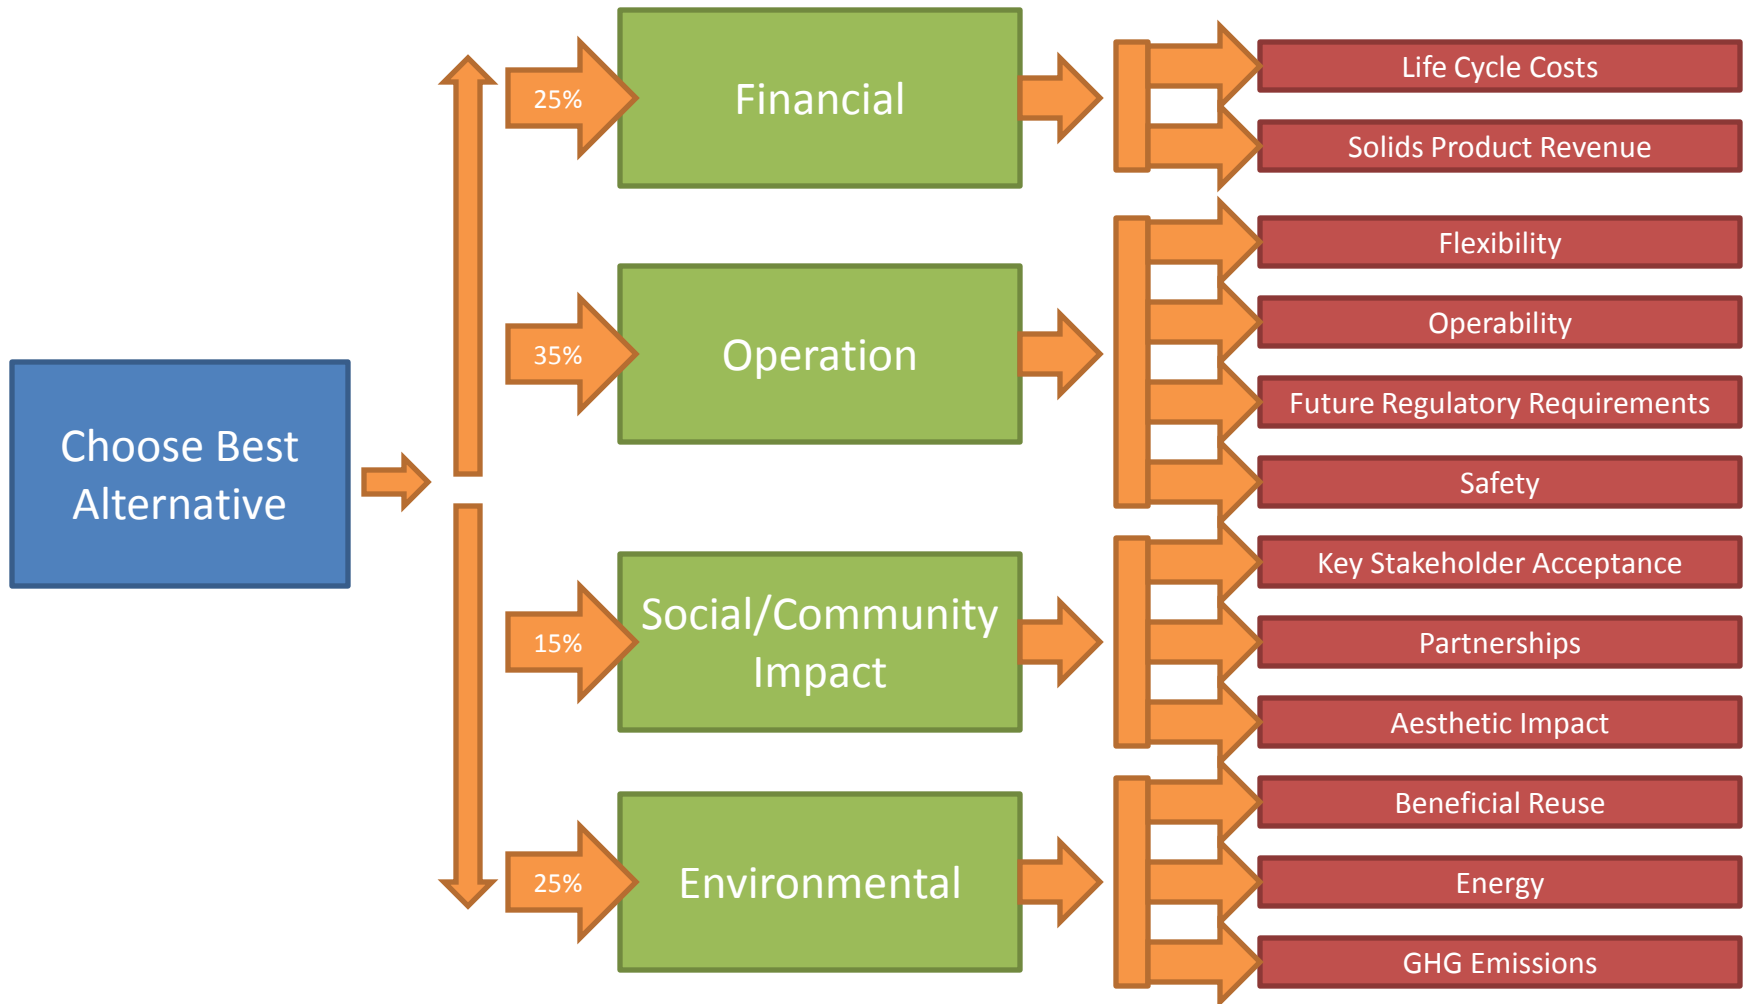 Choose Best
Alternative
25%
Financial
Life Cycle Costs
Solids Product Revenue
35%
Operation
Flexibility
Operability
Future Regulatory Requirements
Safety
15%
Social/Community
Impact
Key Stakeholder Acceptance
Partnerships
Aesthetic Impact
25%
Environmental
Beneficial Reuse
Energy
GHG Emissions